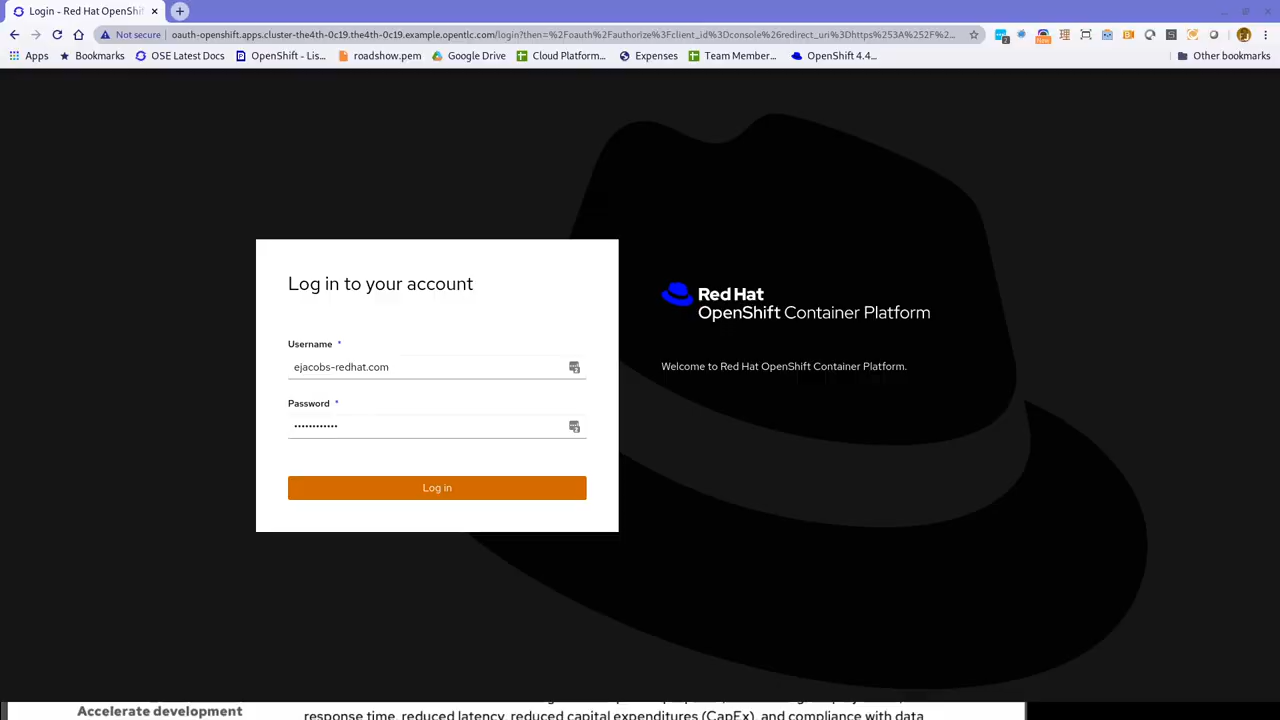 Login - Red Hat OpenShi
Not secure
oauth-openshift.apps.cluster-the4th-0c19.the4th-0c19.example.opentlc.com/login?then=%2Foauth%2Fauthorize%3Fclient_id%3Dconsole%26redirect_uri%3Dhttps%253A%252F%2...
Apps
Bookmarks
OSE Latest Docs
OpenShift - Lis...
roadshow.pem
Google Drive
Cloud Platform...
Expenses
Team Member...
OpenShift 4.4...
Other bookmarks
Log in to your account
Username *
ejacobs-redhat.com
Password *
••••••••••••
Log in
Red Hat
OpenShift Container Platform
Welcome to Red Hat OpenShift Container Platform.
Accelerate development
response time, reduced latency, reduced capital expenditures (CapEx), and compliance with data